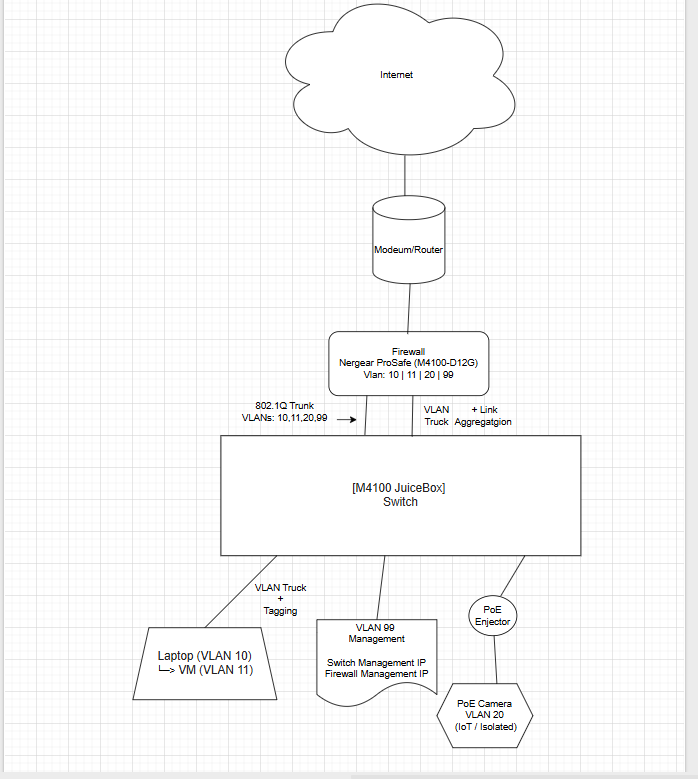 Internet
Modeum/Router
Firewall
Nergear ProSafe (M4100-D12G)
Vlan: 10 | 11 | 20 | 99
802.1Q Trunk
VLANs: 10,11,20,99
VLAN + Link
Truck Aggregatgion
[M4100 JuiceBox]
Switch
VLAN Truck
+
Tagging
Laptop (VLAN 10)
└─> VM (VLAN 11)
VLAN 99
Management
Switch Management IP
Firewall Management IP
PoE
Enjector
PoE Camera
VLAN 20
(IoT / Isolated)